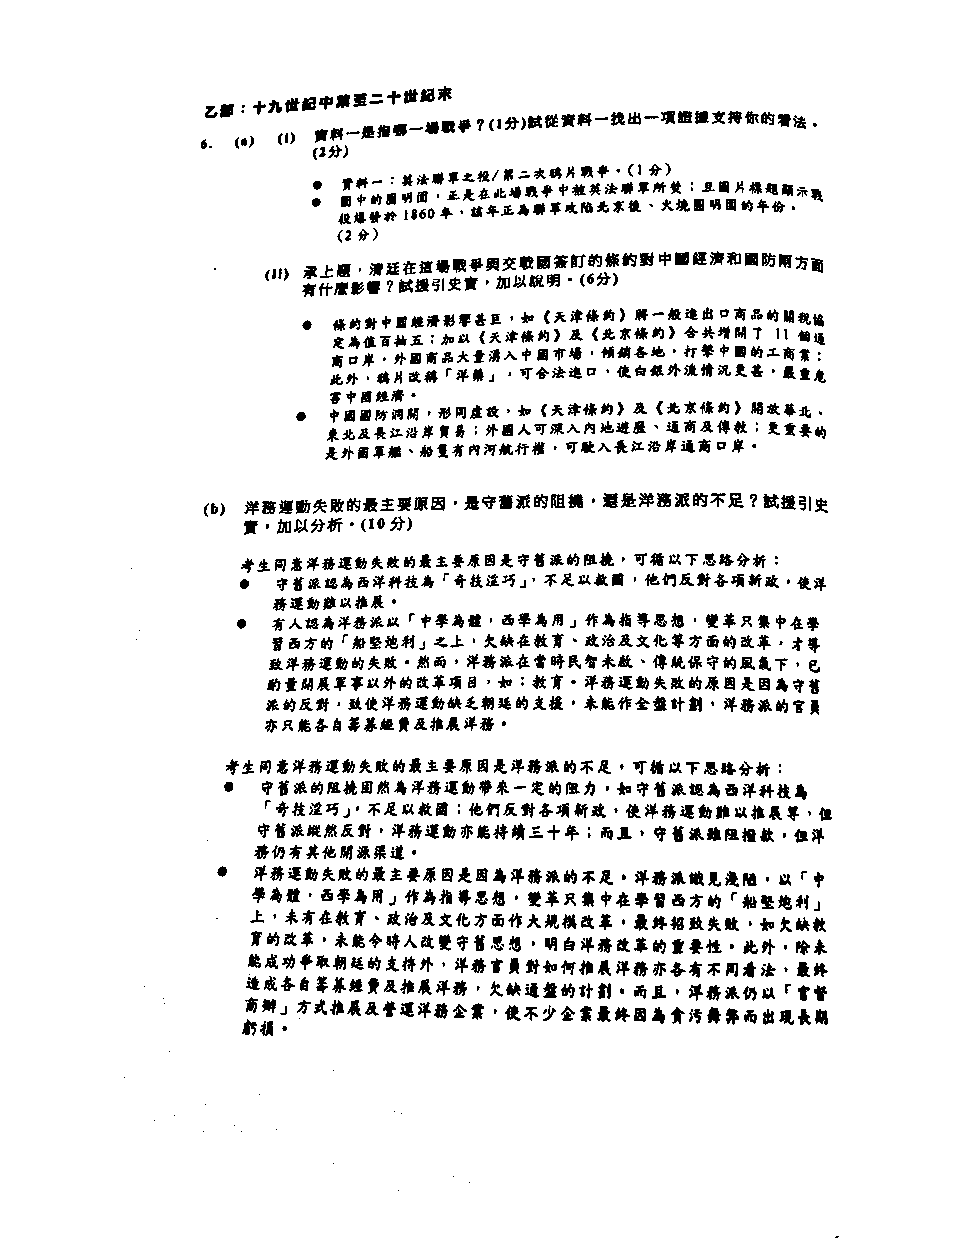 乙部：十九世紀中葉至二十世紀末
6. (a) (i) 資料一是指哪一場戰爭？(1分)試從資料一找出一項證據支持你的看法。
(2分)
● 資料一：英法聯軍之役/第二次鴉片戰爭。(1 分)
● 圖中的圓明園，正是在此場戰爭中被英法聯軍所焚；且圖片標題顯示戰
役爆發於 1860 年，該年正為聯軍攻陷北京後、火燒圓明園的年份。
(2 分)
(ii) 承上題，清廷在這場戰爭與交戰國簽訂的條約對中國經濟和國防兩方面
有什麼影響？試援引史實，加以說明。(6分)
● 條約對中國經濟影響甚巨，如《天津條約》將一般進出口商品的關稅協
定為值百抽五；加以《天津條約》及《北京條約》合共增開了 11 個通
商口岸，外國商品大量湧入中國市場，傾銷各地，打擊中國的工商業；
此外，鴉片改稱「洋藥」，可合法進口，使白銀外流情況更甚，嚴重危
害中國經濟。
● 中國國防洞開，形同虛設，如《天津條約》及《北京條約》開放華北、
東北及長江沿岸貿易；外國人可深入內地遊歷、通商及傳教；更重要的
是外國軍艦、船隻有內河航行權，可駛入長江沿岸通商口岸。
(b) 洋務運動失敗的最主要原因，是守舊派的阻撓，還是洋務派的不足？試援引史
實，加以分析。(10 分)
考生同意洋務運動失敗的最主要原因是守舊派的阻撓，可循以下思路分析：
● 守舊派認為西洋科技為「奇技淫巧」，不足以救國，他們反對各項新政，使洋
務運動難以推展。
● 有人認為洋務派以「中學為體，西學為用」作為指導思想，變革只集中在學
習西方的「船堅炮利」之上，欠缺在教育、政治及文化等方面的改革，才導
致洋務運動的失敗。然而，洋務派在當時民智未啟、傳統保守的風氣下，已
酌量開展軍事以外的改革項目，如：教育。洋務運動失敗的原因是因為守舊
派的反對，致使洋務運動缺乏朝廷的支援，未能作全盤計劃，洋務派的官員
亦只能各自籌募經費及推展洋務。
考生同意洋務運動失敗的最主要原因是洋務派的不足，可循以下思路分析：
● 守舊派的阻撓固然為洋務運動帶來一定的阻力，如守舊派認為西洋科技為
「奇技淫巧」，不足以救國；他們反對各項新政，使洋務運動難以推展等，但
守舊派縱然反對，洋務運動亦能持續三十年；而且，守舊派雖阻撥款，但洋
務仍有其他開源渠道。
● 洋務運動失敗的最主要原因是因為洋務派的不足。洋務派識見淺陋，以「中
學為體，西學為用」作為指導思想，變革只集中在學習西方的「船堅炮利」
上，未有在教育、政治及文化方面作大規模改革，最終招致失敗，如欠缺教
育的改革，未能令時人改變守舊思想，明白洋務改革的重要性。此外，除未
能成功爭取朝廷的支持外，洋務官員對如何推展洋務亦各有不同看法，最終
造成各自籌募經費及推展洋務，欠缺通盤的計劃。而且，洋務派仍以「官督
商辦」方式推展及營運洋務企業，使不少企業最終因為貪污舞弊而出現長期
虧損。